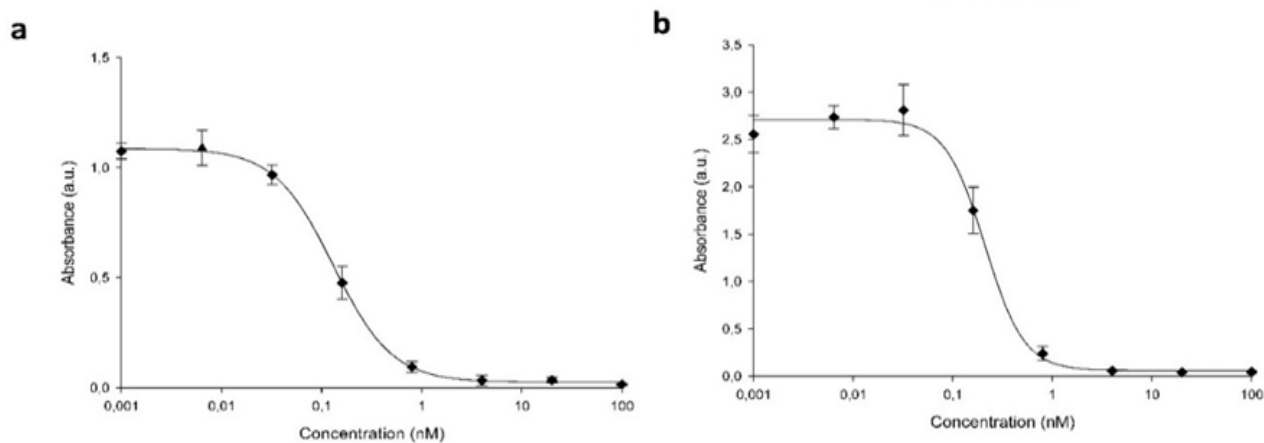 a
Absorbance (a.u.)
1,5
1,0
0,5
0,0
0,001 0,01 0,1 1 10 100
Concentration (nM)
b
Absorbance (a.u.)
3,5
3,0
2,5
2,0
1,5
1,0
0,5
0,0
0,001 0,01 0,1 1 10 100
Concentration (nM)